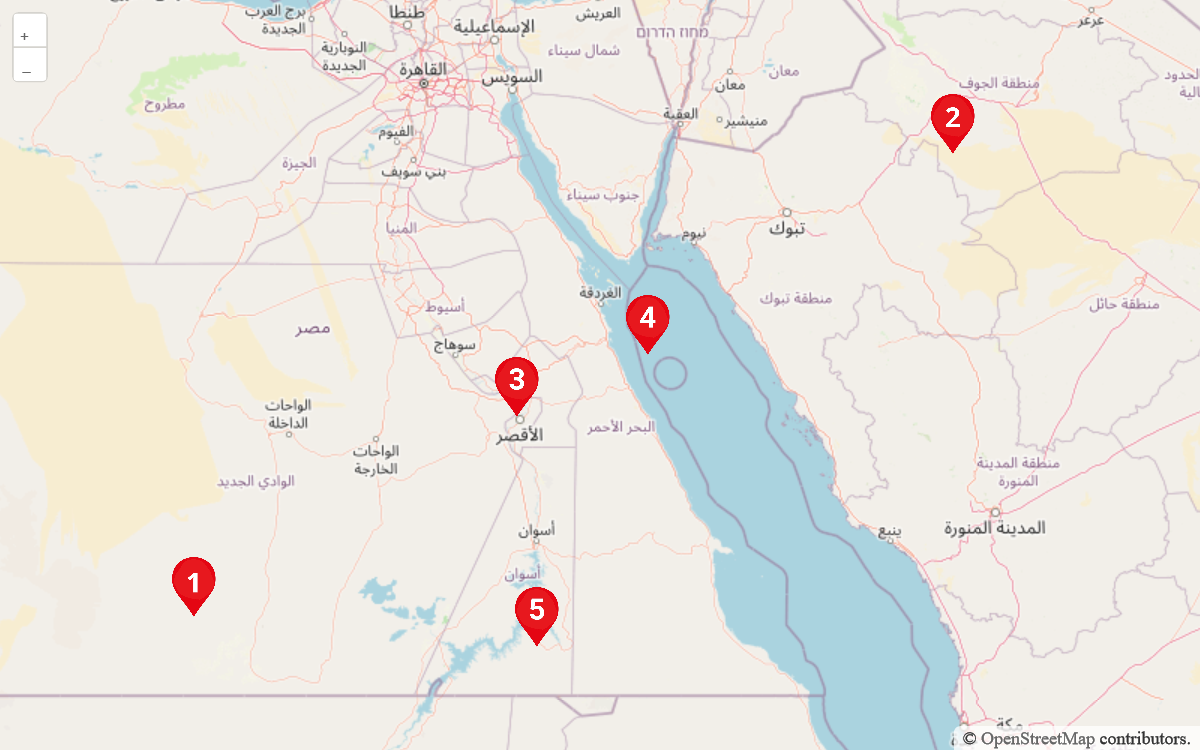 برج العرب
الجديدة
طنطا
الإسماعيلية
العريش
מחוז הדרום
عرعر
النوبارية
الجديدة
شمال سيناء
القاهرة
السويس
معان
معان
منطقة الجوف
الحدود
مطروح
العقبة
منيشير
2
الفيوم
الجيزة
بني سويف
جنوب سيناء
المنيا
تبوك
نيوم
الغردقة
منطقة تبوك
منطقة حائل
أسيوط
مصر
4
سوهاج
3
الواحات
الداخلة
الأقصر
البحر الأحمر
الواحات
الخارجة
منطقة المدينة
المنورة
الوادي الجديد
أسوان
ينبع
المدينة المنورة
1
أسوان
5
مكة
+
–
© OpenStreetMap contributors.